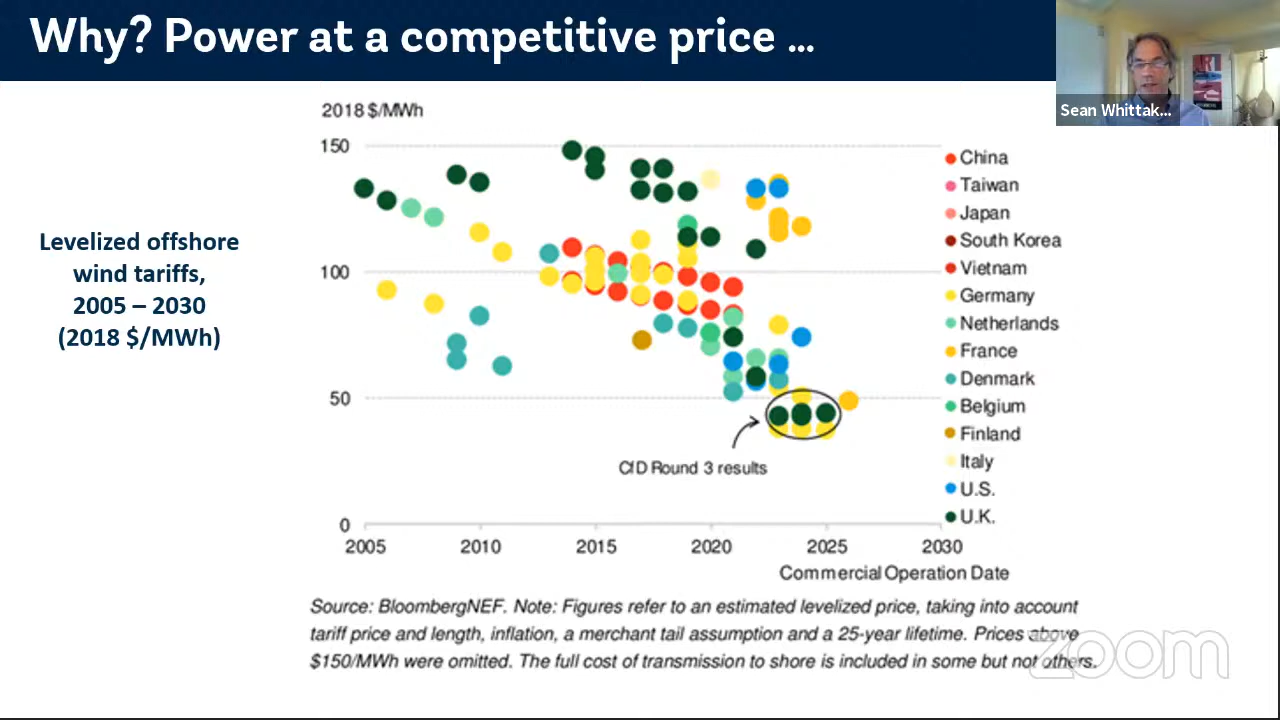 Why? Power at a competitive price ...
Sean Whittak...
Levelized offshore
wind tariffs,
2005 – 2030
(2018 $/MWh)
2018 $/MWh
150
100
50
0
2005
2010
2015
2020
2025
2030
Commercial Operation Date
CfD Round 3 results
China
Taiwan
Japan
South Korea
Vietnam
Germany
Netherlands
France
Denmark
Belgium
Finland
Italy
U.S.
U.K.
Source: BloombergNEF. Note: Figures refer to an estimated levelized price, taking into account
tariff price and length, inflation, a merchant tail assumption and a 25-year lifetime. Prices above
$150/MWh were omitted. The full cost of transmission to shore is included in some but not others.
zoom